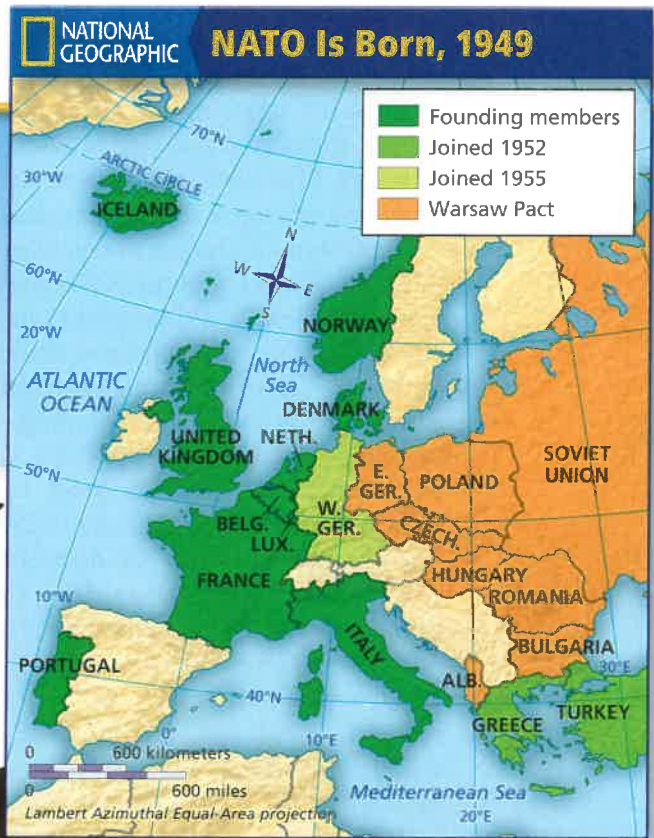 NATIONAL
GEOGRAPHIC
NATO Is Born, 1949
Founding members
Joined 1952
Joined 1955
Warsaw Pact
70°N
30°W
ARCTIC CIRCLE
ICELAND
N
W
E
S
60°N
20°W
NORWAY
North
Sea
ATLANTIC
OCEAN
DENMARK
UNITED
KINGDOM
NETH.
SOVIET
UNION
50°N
E.
GER.
POLAND
W.
GER.
BELG.
LUX.
CZECH.
FRANCE
HUNGARY
ROMANIA
10°W
ITALY
BULGARIA
30°E
PORTUGAL
ALB.
40°N
GREECE
TURKEY
0°
10°E
0
600 kilometers
0
600 miles
Mediterranean Sea
Lambert Azimuthal Equal-Area projection
20°E